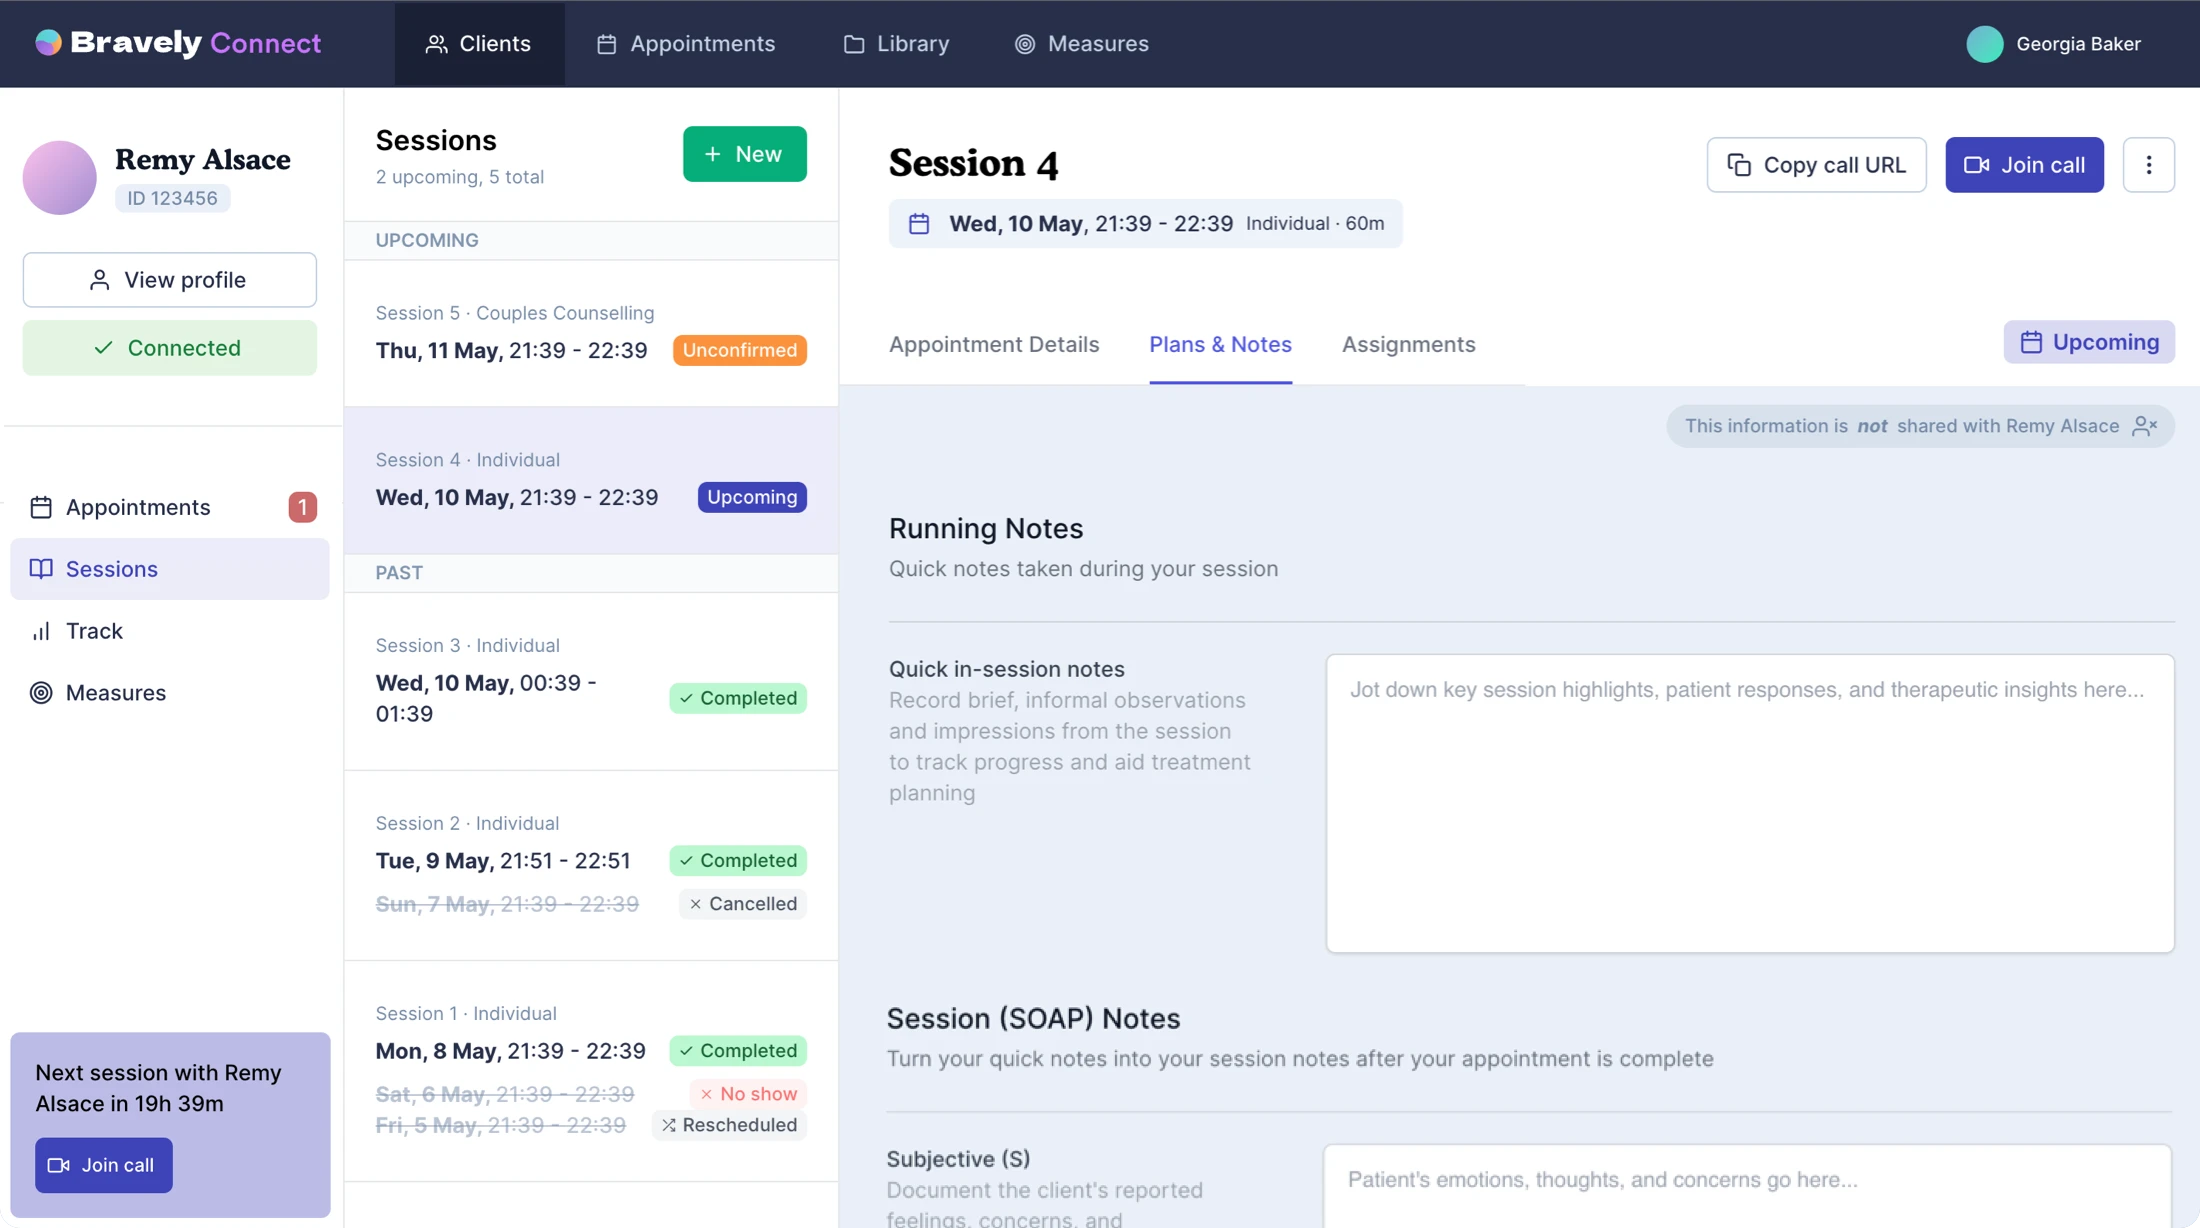 Bravely Connect
Clients
Appointments
Library
Measures
Georgia Baker
Remy Alsace
ID 123456
View profile
Connected
Appointments
1
Sessions
Track
Measures
Next session with Remy
Alsace in 19h 39m
Join call
Sessions
2 upcoming, 5 total
+ New
UPCOMING
Session 5 · Couples Counselling
Thu, 11 May, 21:39 - 22:39
Unconfirmed
Session 4 · Individual
Wed, 10 May, 21:39 - 22:39
Upcoming
PAST
Session 3 · Individual
Wed, 10 May, 00:39 -
01:39
Completed
Session 2 · Individual
Tue, 9 May, 21:51 - 22:51
Completed
Sun, 7 May, 21:39 - 22:39
Cancelled
Session 1 · Individual
Mon, 8 May, 21:39 - 22:39
Completed
Sat, 6 May, 21:39 - 22:39
No show
Fri, 5 May, 21:39 - 22:39
Rescheduled
Session 4
Wed, 10 May, 21:39 - 22:39 Individual · 60m
Copy call URL
Join call
Appointment Details
Plans & Notes
Assignments
Upcoming
This information is not shared with Remy Alsace
Running Notes
Quick notes taken during your session
Quick in-session notes
Record brief, informal observations
and impressions from the session
to track progress and aid treatment
planning
Jot down key session highlights, patient responses, and therapeutic insights here...
Session (SOAP) Notes
Turn your quick notes into your session notes after your appointment is complete
Subjective (S)
Document the client's reported
feelings, concerns, and
Patient's emotions, thoughts, and concerns go here...